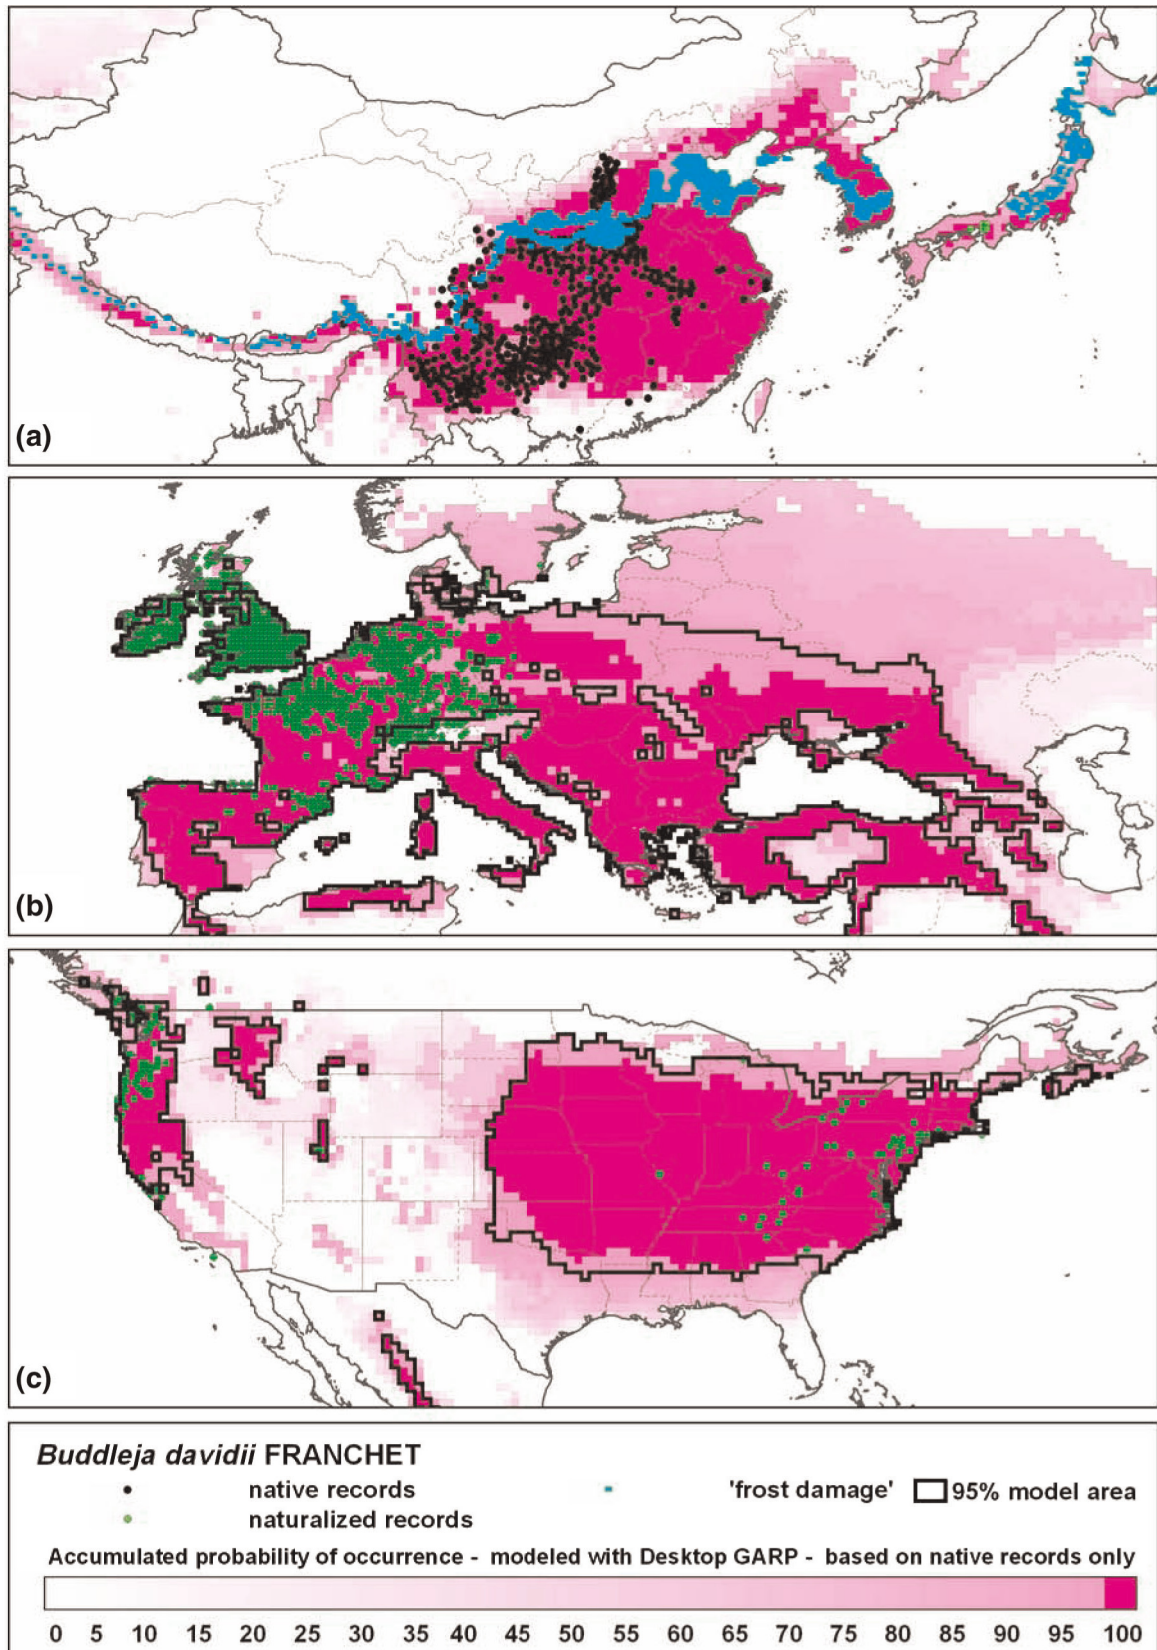 (a)
(b)
(c)
Buddleja davidii FRANCHET
native records 'frost damage' 95% model area
naturalized records
Accumulated probability of occurrence - modeled with Desktop GARP - based on native records only
0 5 10 15 20 25 30 35 40 45 50 55 60 65 70 75 80 85 90 95 100